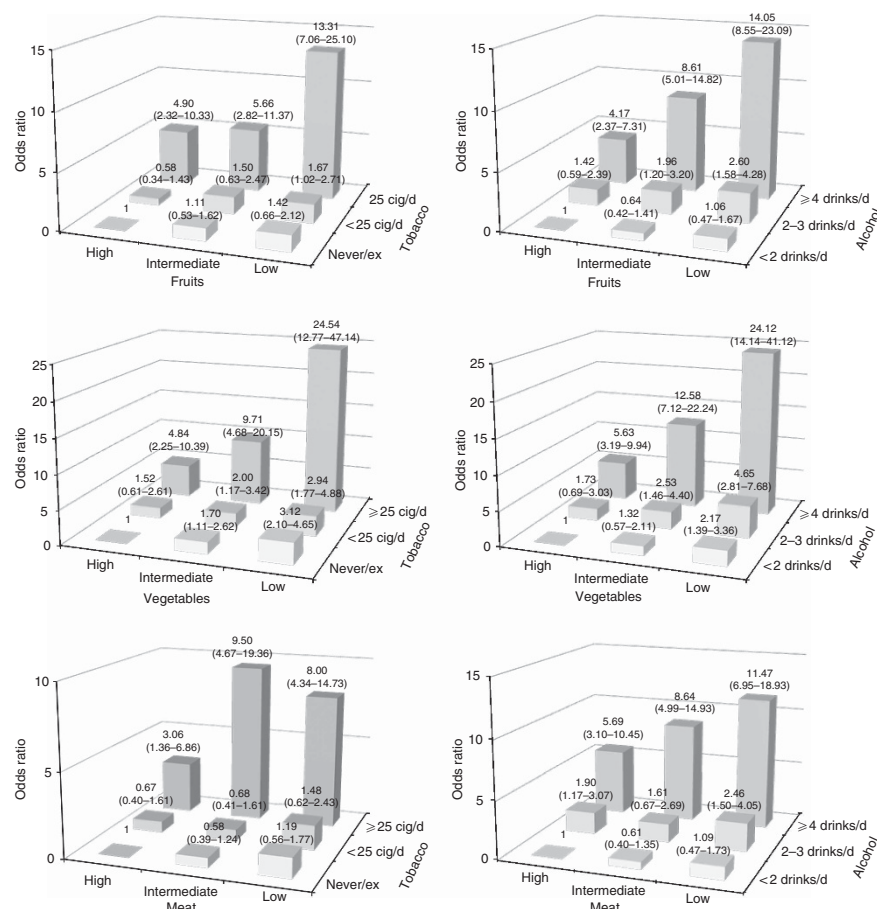 13.31
(7.06–25.10)
15
4.90
(2.32–10.33)
5.66
(2.82–11.37)
10
0.58
(0.34–1.43)
1.50
(0.63–2.47)
1.67
(1.02–2.71)
5
1
1.11
(0.53–1.62)
1.42
(0.66–2.12)
0
Odds ratio
25 cig/d
<25 cig/d
Never/ex
Tobacco
High
Intermediate
Low
Fruits
14.05
(8.55–23.09)
15
8.61
(5.01–14.82)
4.17
(2.37–7.31)
10
1.42
(0.59–2.39)
1.96
(1.20–3.20)
2.60
(1.58–4.28)
5
1
0.64
(0.42–1.41)
1.06
(0.47–1.67)
0
Odds ratio
⩾4 drinks/d
2–3 drinks/d
<2 drinks/d
Alcohol
High
Intermediate
Low
Fruits
24.54
(12.77–47.14)
25
20
9.71
(4.68–20.15)
4.84
(2.25–10.39)
15
10
1.52
(0.61–2.61)
2.00
(1.17–3.42)
2.94
(1.77–4.88)
5
1
1.70
(1.11–2.62)
3.12
(2.10–4.65)
0
Odds ratio
⩾25 cig/d
<25 cig/d
Never/ex
Tobacco
High
Intermediate
Low
Vegetables
24.12
(14.14–41.12)
25
20
12.58
(7.12–22.24)
5.63
(3.19–9.94)
15
10
1.73
(0.69–3.03)
2.53
(1.46–4.40)
4.65
(2.81–7.68)
5
1
1.32
(0.57–2.11)
2.17
(1.39–3.36)
0
Odds ratio
⩾4 drinks/d
2–3 drinks/d
<2 drinks/d
Alcohol
High
Intermediate
Low
Vegetables
9.50
(4.67–19.36)
8.00
(4.34–14.73)
10
3.06
(1.36–6.86)
5
0.67
(0.40–1.61)
0.68
(0.41–1.61)
1.48
(0.62–2.43)
1
0.58
(0.39–1.24)
1.19
(0.56–1.77)
0
Odds ratio
⩾25 cig/d
<25 cig/d
Never/ex
Tobacco
High
Intermediate
Low
Meat
11.47
(6.95–18.93)
15
8.64
(4.99–14.93)
5.69
(3.10–10.45)
10
1.90
(1.17–3.07)
1.61
(0.67–2.69)
2.46
(1.50–4.05)
5
1
0.61
(0.40–1.35)
1.09
(0.47–1.73)
0
Odds ratio
⩾4 drinks/d
2–3 drinks/d
<2 drinks/d
Alcohol
High
Intermediate
Low
Meat